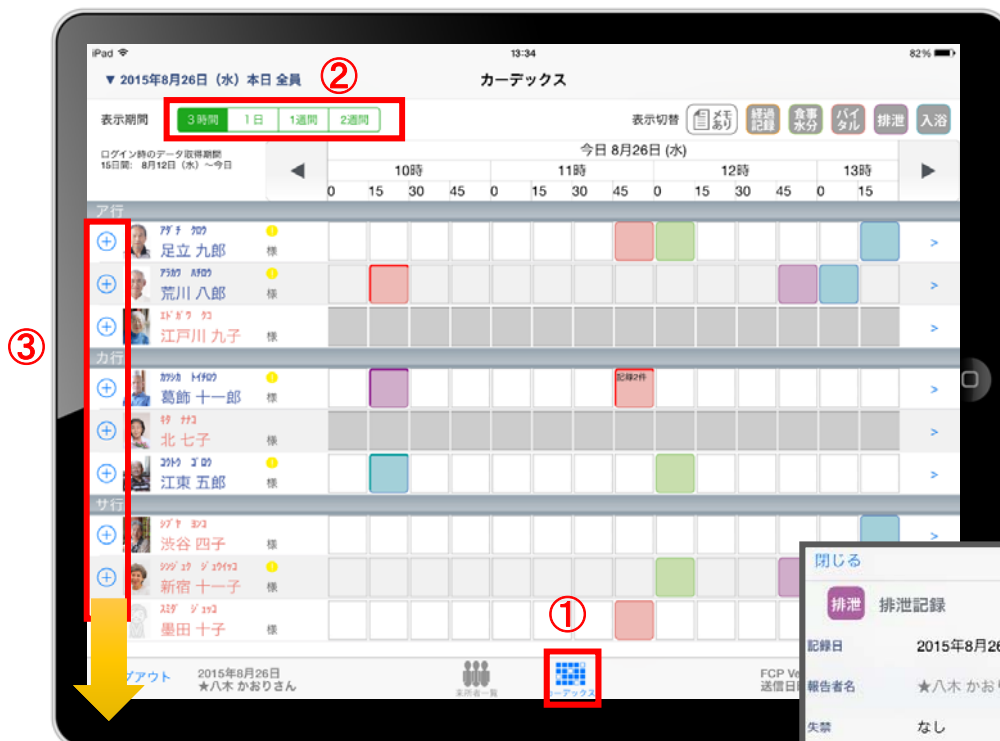 iPad
13:34
82%
▼ 2015年8月26日（水）本日 全員
②
カーデックス
表示期間
3時間 1日 1週間 2週間
表示切替
メモあり
経過記録
食事水分
バイタル
排泄
入浴
ログイン時のデータ取得期間
15日間: 8月12日（水）～今日
◀
今日 8月26日 (水)
▶
10時 11時 12時 13時
0 15 30 45 0 15 30 45 0 15 30 45 0 15
ア行
アダチ クロウ
足立 九郎 様
>
アラカワ ハチロウ
荒川 八郎 様
>
③
エドガワ クコ
江戸川 九子 様
>
カ行
カツシカ トイチロウ
葛飾 十一郎 様
記録2件
>
キタ ナナコ
北 七子 様
>
コウトウ ゴロウ
江東 五郎 様
>
サ行
シブヤ ヨンコ
渋谷 四子 様
>
新宿 十一子 様
スミダ ジュウコ
墨田 十子 様
①
アウト
2015年8月26日
★八木 かおりさん
来所者一覧
カーデックス
FCP Ve
送信日
閉じる
排泄 排泄記録
記録日 2015年8月26
報告者名 ★八木 かおり
失禁 なし